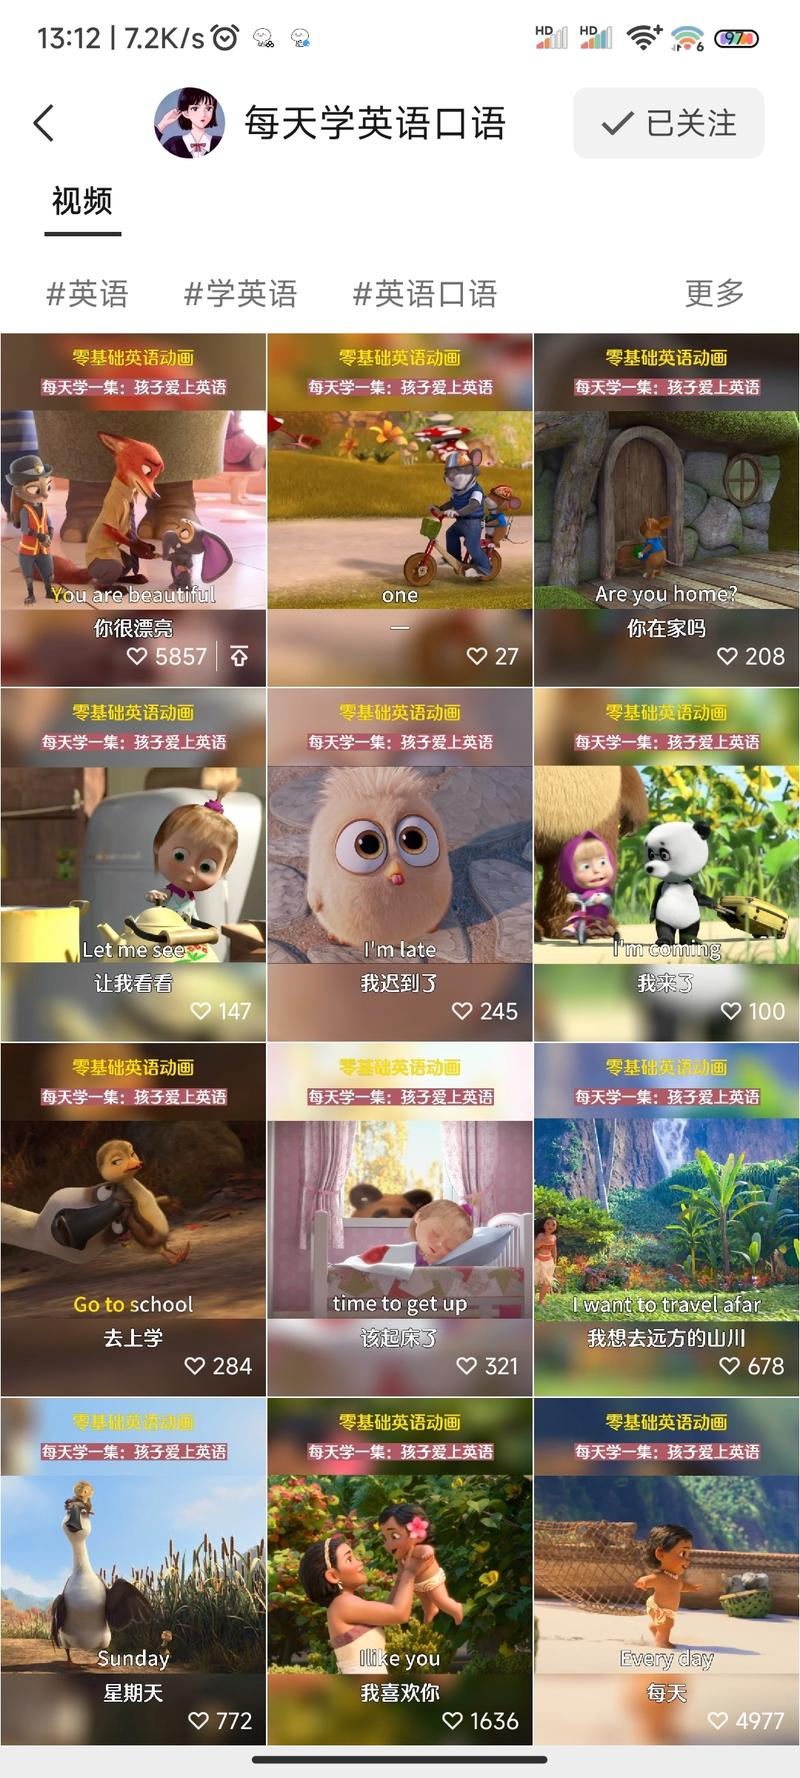 13:12 | 7.2K/s
HD HD 6 97
每天学英语口语
已关注
视频
#英语 #学英语 #英语口语 更多
零基础英语动画
每天学一集：孩子爱上英语
You are beautiful
你很漂亮
5857
零基础英语动画
每天学一集：孩子爱上英语
one
一
27
零基础英语动画
每天学一集：孩子爱上英语
Are you home?
你在家吗
208
零基础英语动画
每天学一集：孩子爱上英语
Let me see
让我看看
147
零基础英语动画
每天学一集：孩子爱上英语
I'm late
我迟到了
245
零基础英语动画
每天学一集：孩子爱上英语
I'm coming
我来了
100
零基础英语动画
每天学一集：孩子爱上英语
Go to school
去上学
284
零基础英语动画
每天学一集：孩子爱上英语
time to get up
该起床了
321
零基础英语动画
每天学一集：孩子爱上英语
I want to travel afar
我想去远方的山川
678
零基础英语动画
每天学一集：孩子爱上英语
Sunday
星期天
772
零基础英语动画
每天学一集：孩子爱上英语
Ilike you
我喜欢你
1636
零基础英语动画
每天学一集：孩子爱上英语
Every day
每天
4977